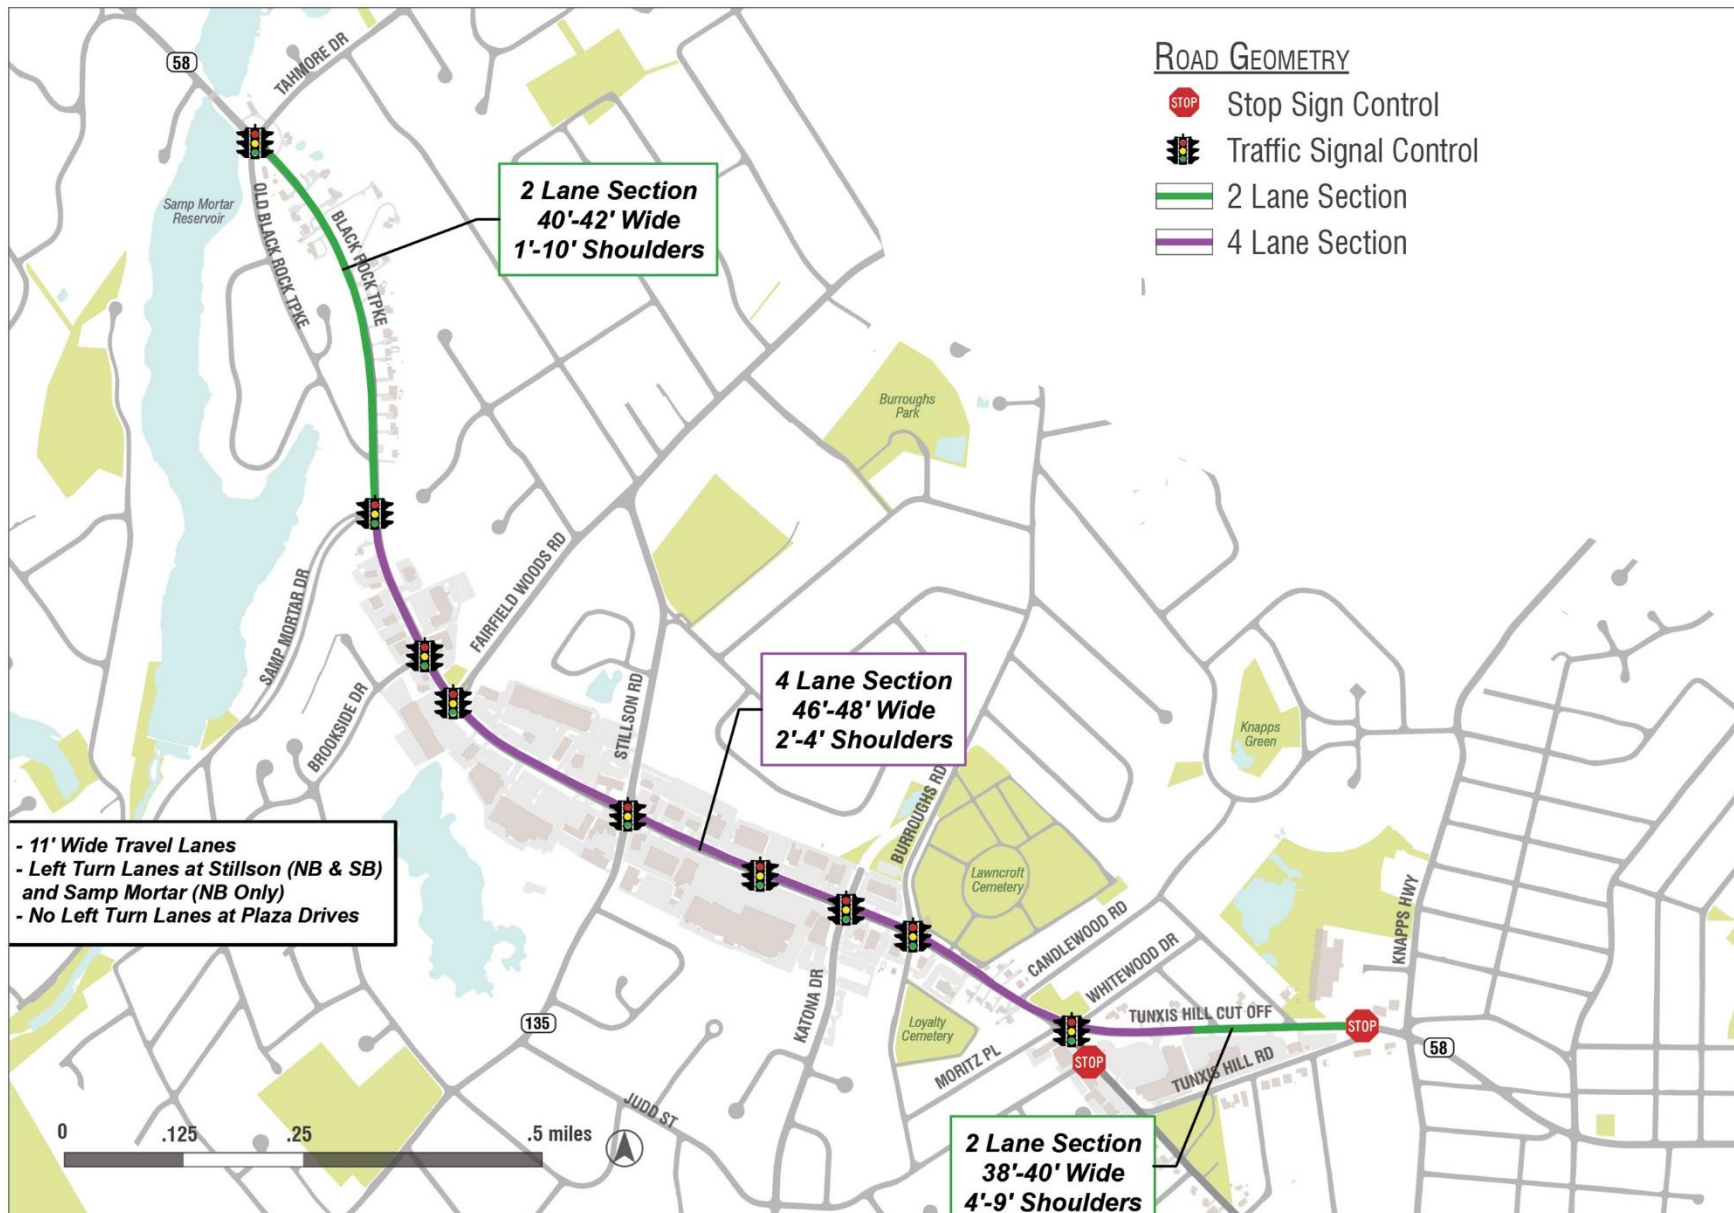 58
TAHMORE DR
ROAD GEOMETRY
STOP
Stop Sign Control
Traffic Signal Control
2 Lane Section
4 Lane Section
2 Lane Section
40'-42' Wide
1'-10' Shoulders
Samp Mortar
Reservoir
OLD BLACK ROCK TPKE
BLACK ROCK TPKE
Burroughs
Park
FAIRFIELD WOODS RD
SAMP MORTAR DR
BROOKSIDE DR
STILLSON RD
4 Lane Section
46'-48' Wide
2'-4' Shoulders
Knapps
Green
BURROUGHS RD
Lawncroft
Cemetery
- 11' Wide Travel Lanes
- Left Turn Lanes at Stillson (NB & SB)
and Samp Mortar (NB Only)
- No Left Turn Lanes at Plaza Drives
CANDLEWOOD RD
WHITEWOOD DR
KNAPPS HWY
KATONA DR
TUNXIS HILL CUT OFF
STOP
135
Loyalty
Cemetery
58
MORITZ PL
STOP
TUNXIS HILL RD
JUDD ST
0 .125 .25 .5 miles
2 Lane Section
38'-40' Wide
4'-9' Shoulders